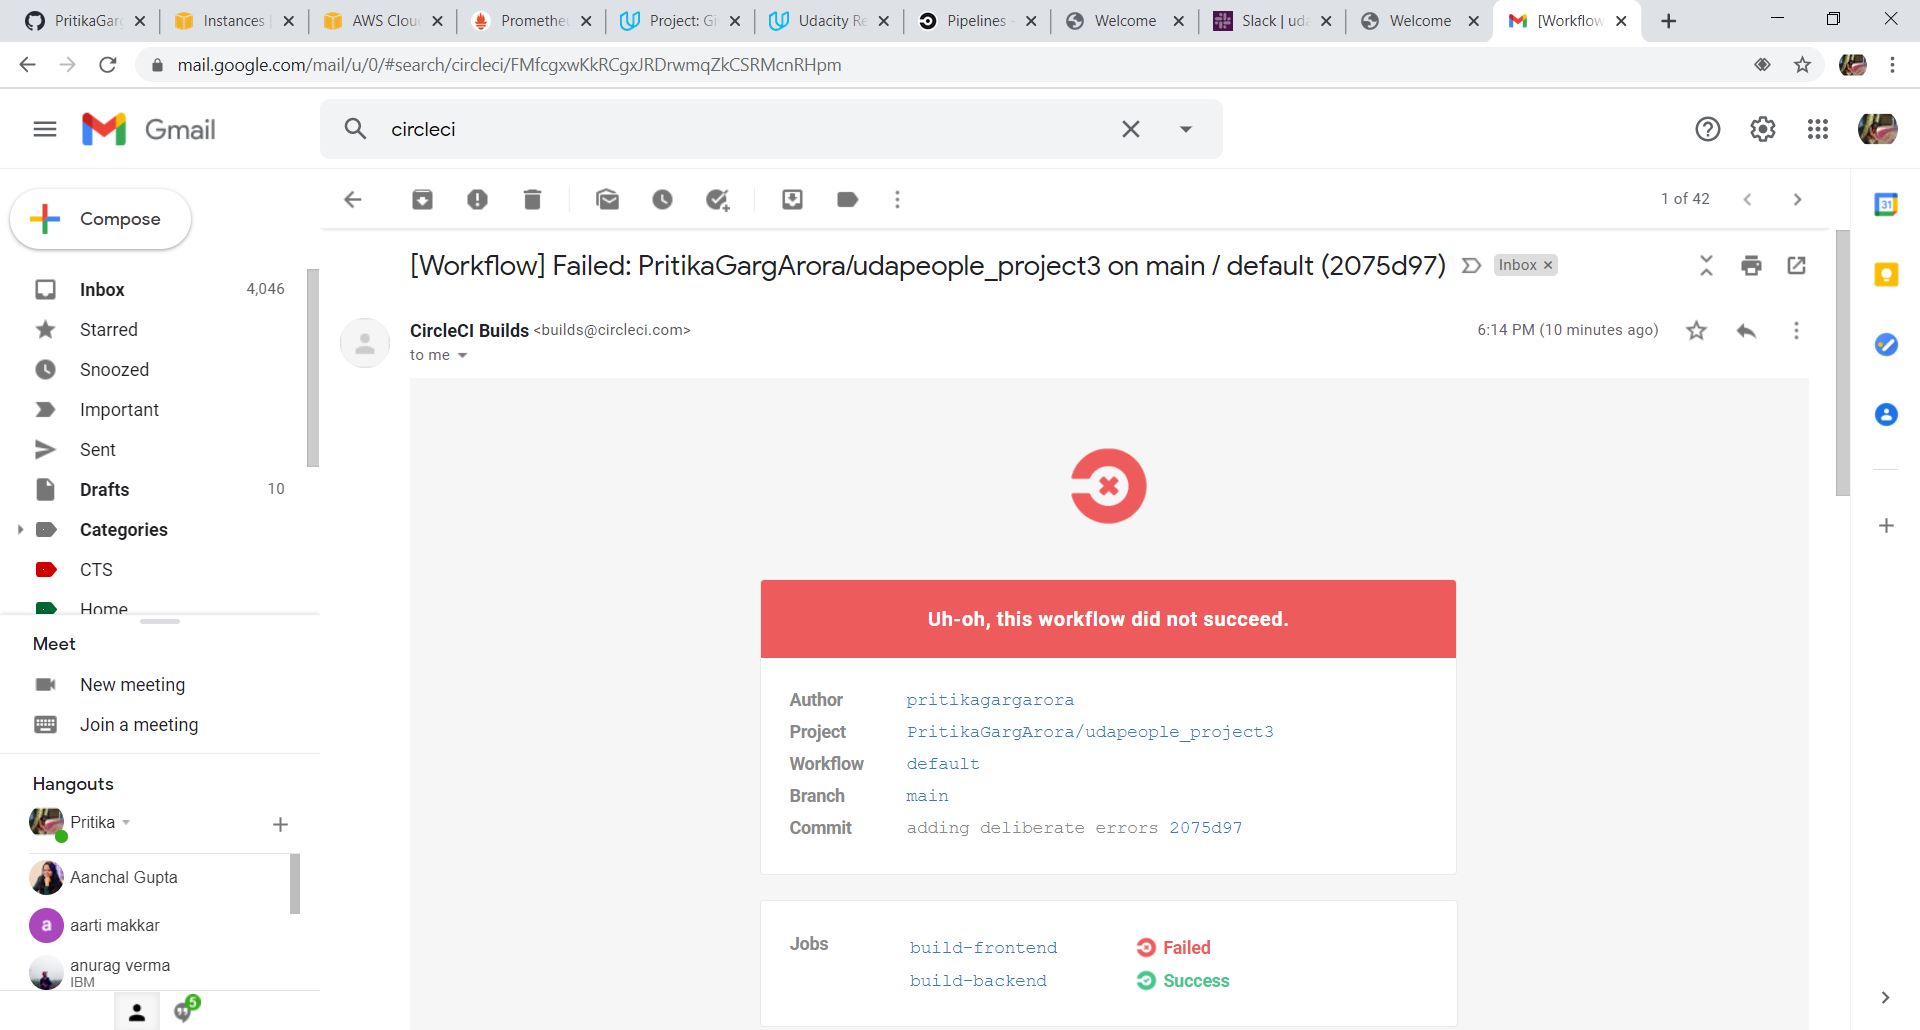 PritikaGarg
Instances
AWS Clou
Promethe
Project: Gi
Udacity Re
Pipelines
Welcome
Slack | uda
Welcome
[Workflow
mail.google.com/mail/u/0/#search/circleci/FMfcgxwKkRCgxJRDrwmqZkCSRMcnRHpm
Gmail
circleci
Compose
1 of 42
31
[Workflow] Failed: PritikaGargArora/udapeople_project3 on main / default (2075d97)
Inbox
Inbox 4,046
CircleCI Builds <builds@circleci.com>
6:14 PM (10 minutes ago)
to me
Starred
Snoozed
Important
Sent
Drafts 10
Categories
CTS
Home
Uh-oh, this workflow did not succeed.
Author pritikagargarora
Project PritikaGargArora/udapeople_project3
Workflow default
Branch main
Commit adding deliberate errors 2075d97
Jobs build-frontend Failed
build-backend Success
Meet
New meeting
Join a meeting
Hangouts
Pritika
Aanchal Gupta
a
aarti makkar
anurag verma
IBM
5